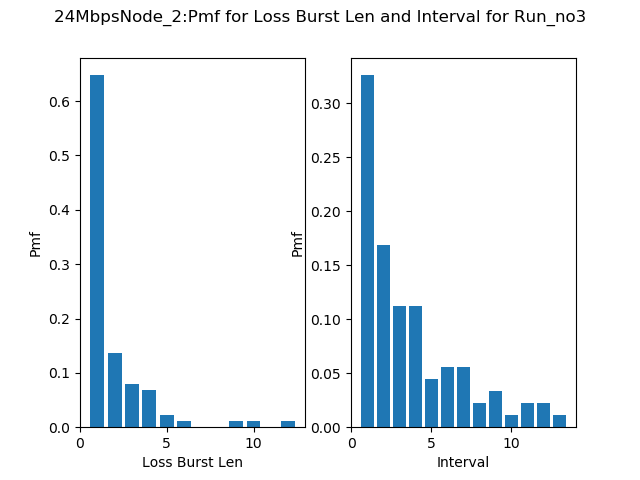 24MbpsNode_2:Pmf for Loss Burst Len and Interval for Run_no3
Pmf
0.6
0.5
0.4
0.3
0.2
0.1
0.0
0 5 10
Loss Burst Len
Pmf
0.30
0.25
0.20
0.15
0.10
0.05
0.00
0 5 10
Interval